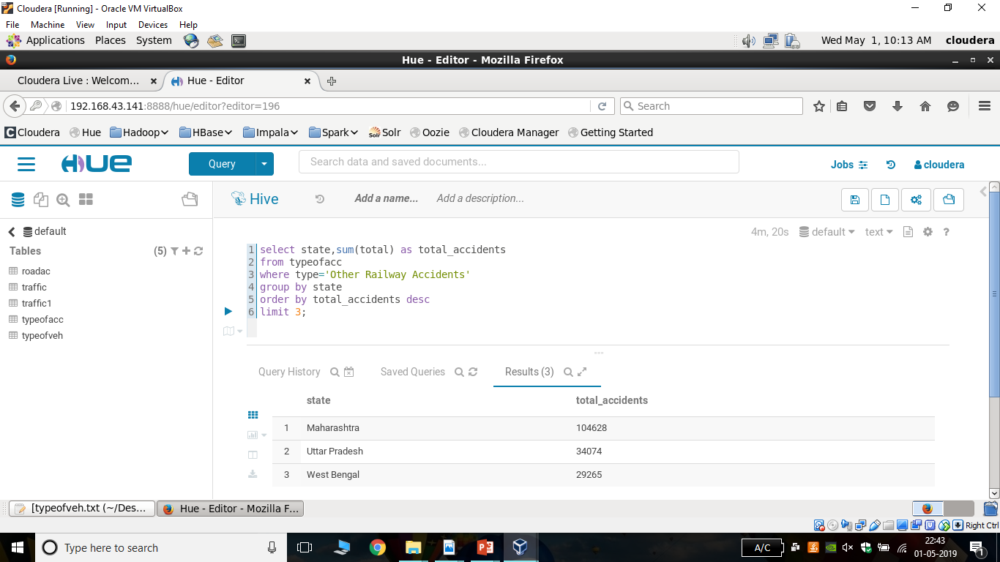 Cloudera [Running] - Oracle VM VirtualBox
File Machine View Input Devices Help
Applications Places System Wed May 1, 10:13 AM cloudera
Hue - Editor - Mozilla Firefox
Cloudera Live : Welcom... Hue - Editor
192.168.43.141:8888/hue/editor?editor=196 Search
Cloudera Hue Hadoop HBase Impala Spark Solr Oozie Cloudera Manager Getting Started
HUE Query Search data and saved documents... Jobs cloudera
Hive Add a name... Add a description...
default
4m, 20s default text ?
Tables (5)
roadac
traffic
traffic1
typeofacc
typeofveh
1 select state,sum(total) as total_accidents
2 from typeofacc
3 where type='Other Railway Accidents'
4 group by state
5 order by total_accidents desc
6 limit 3;
Query History Saved Queries Results (3)
state total_accidents
1 Maharashtra 104628
2 Uttar Pradesh 34074
3 West Bengal 29265
[typeofveh.txt (~/Des... Hue - Editor - Mozilla F...
Right Ctrl
Type here to search A/C 22:43
01-05-2019 1